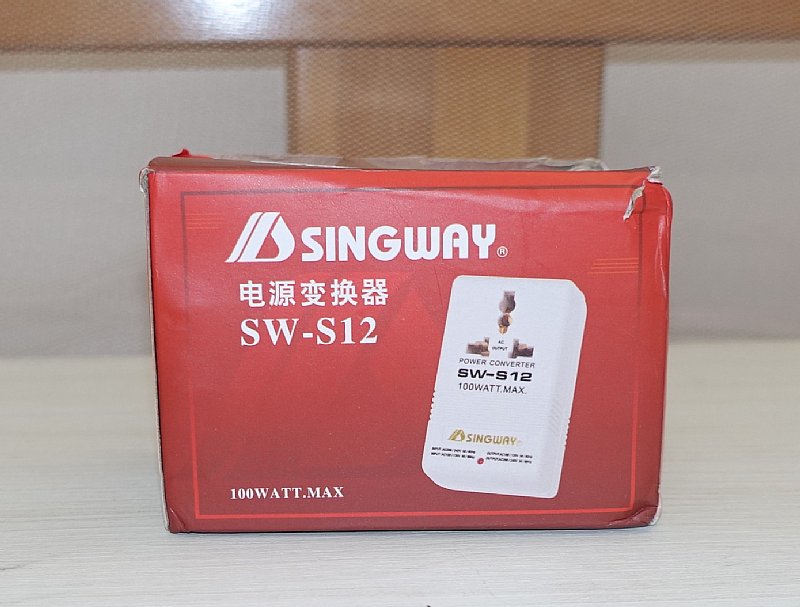 SINGWAY®
电源变换器
SW-S12
100WATT.MAX
AC
OUTPUT
POWER CONVERTER
SW-S12
100WATT.MAX.
SINGWAY®